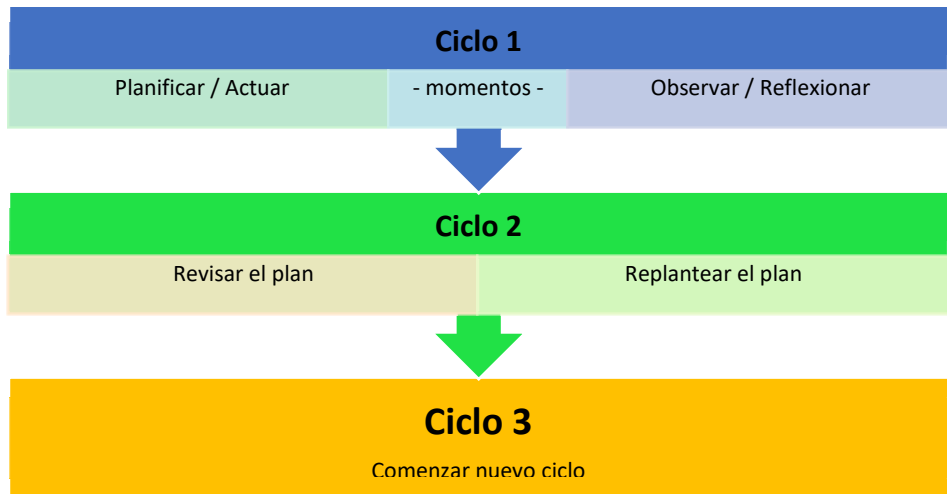 Ciclo 1
Planificar / Actuar
- momentos -
Observar / Reflexionar
Ciclo 2
Revisar el plan
Replantear el plan
Ciclo 3
Comenzar nuevo ciclo